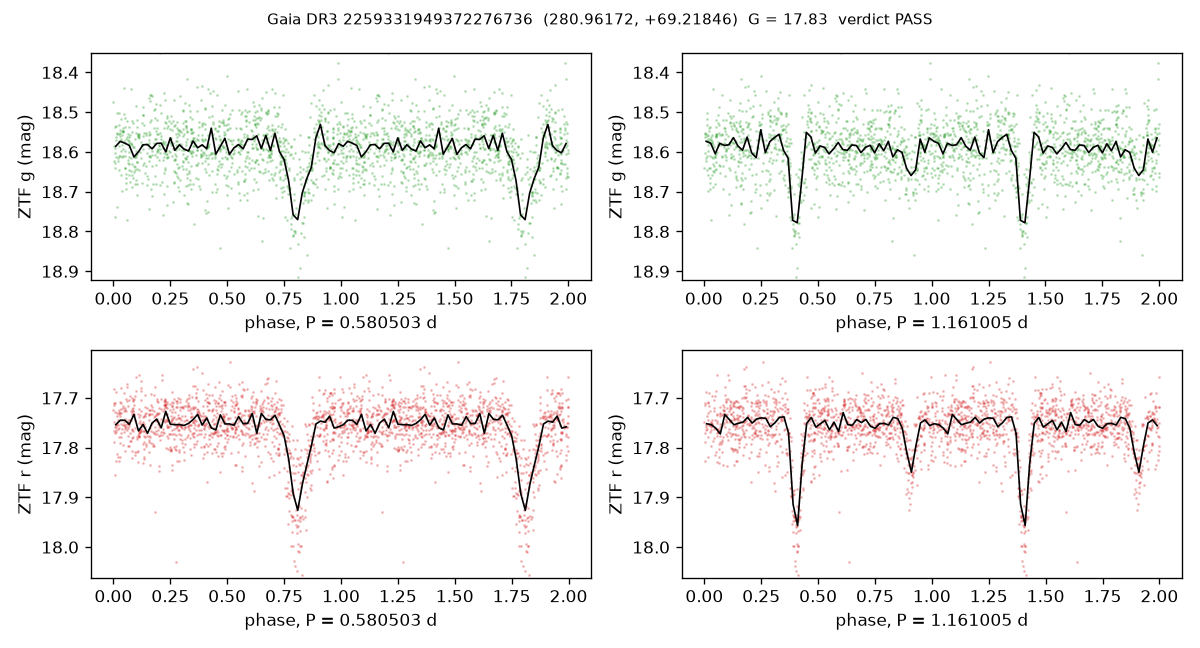 Gaia DR3 2259331949372276736  (280.96172, +69.21846)  G = 17.83  verdict PASS
ZTF g (mag)
18.4
18.5
18.6
18.7
18.8
18.9
0.00 0.25 0.50 0.75 1.00 1.25 1.50 1.75 2.00
phase, P = 0.580503 d
ZTF g (mag)
18.4
18.5
18.6
18.7
18.8
18.9
0.00 0.25 0.50 0.75 1.00 1.25 1.50 1.75 2.00
phase, P = 1.161005 d
ZTF r (mag)
17.7
17.8
17.9
18.0
0.00 0.25 0.50 0.75 1.00 1.25 1.50 1.75 2.00
phase, P = 0.580503 d
ZTF r (mag)
17.7
17.8
17.9
18.0
0.00 0.25 0.50 0.75 1.00 1.25 1.50 1.75 2.00
phase, P = 1.161005 d